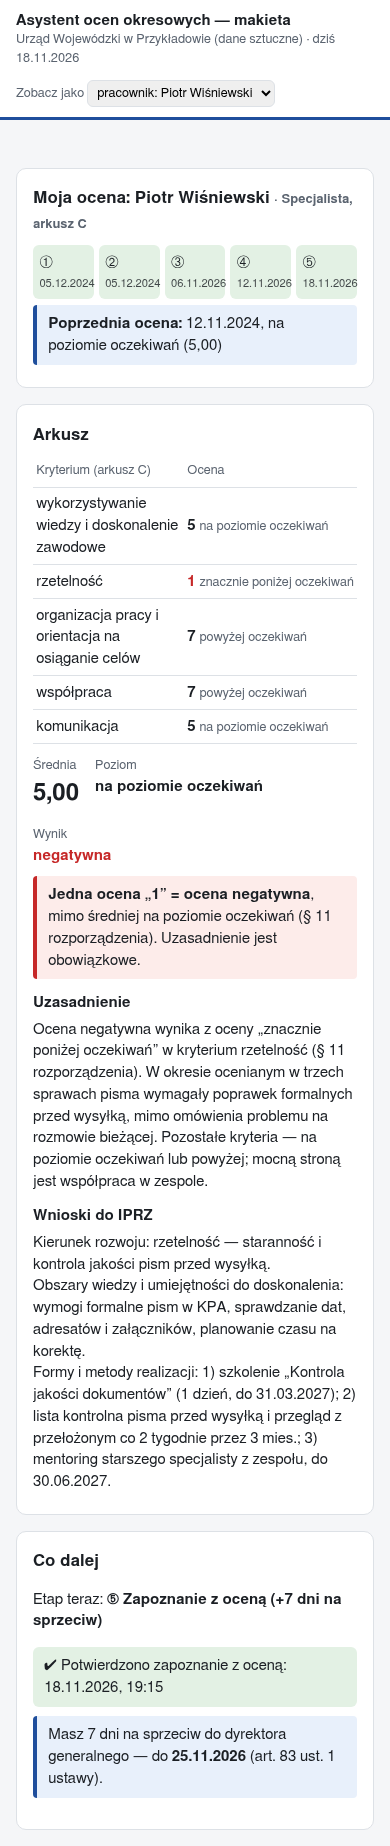 Asystent ocen okresowych — makieta
Urząd Wojewódzki w Przykładowie (dane sztuczne) · dziś
18.11.2026
Zobacz jako pracownik: Piotr Wiśniewski
Moja ocena: Piotr Wiśniewski · Specjalista,
arkusz C
① ② ③ ④ ⑤
05.12.2024 05.12.2024 06.11.2026 12.11.2026 18.11.2026
Poprzednia ocena: 12.11.2024, na
poziomie oczekiwań (5,00)
Arkusz
Kryterium (arkusz C) Ocena
wykorzystywanie
wiedzy i doskonalenie 5 na poziomie oczekiwań
zawodowe
rzetelność 1 znacznie poniżej oczekiwań
organizacja pracy i
orientacja na 7 powyżej oczekiwań
osiąganie celów
współpraca 7 powyżej oczekiwań
komunikacja 5 na poziomie oczekiwań
Średnia Poziom
5,00 na poziomie oczekiwań
Wynik
negatywna
Jedna ocena „1” = ocena negatywna,
mimo średniej na poziomie oczekiwań (§ 11
rozporządzenia). Uzasadnienie jest
obowiązkowe.
Uzasadnienie
Ocena negatywna wynika z oceny „znacznie
poniżej oczekiwań” w kryterium rzetelność (§ 11
rozporządzenia). W okresie ocenianym w trzech
sprawach pisma wymagały poprawek formalnych
przed wysyłką, mimo omówienia problemu na
rozmowie bieżącej. Pozostałe kryteria — na
poziomie oczekiwań lub powyżej; mocną stroną
jest współpraca w zespole.
Wnioski do IPRZ
Kierunek rozwoju: rzetelność — staranność i
kontrola jakości pism przed wysyłką.
Obszary wiedzy i umiejętności do doskonalenia:
wymogi formalne pism w KPA, sprawdzanie dat,
adresatów i załączników, planowanie czasu na
korektę.
Formy i metody realizacji: 1) szkolenie „Kontrola
jakości dokumentów” (1 dzień, do 31.03.2027); 2)
lista kontrolna pisma przed wysyłką i przegląd z
przełożonym co 2 tygodnie przez 3 mies.; 3)
mentoring starszego specjalisty z zespołu, do
30.06.2027.
Co dalej
Etap teraz: ⑤ Zapoznanie z oceną (+7 dni na
sprzeciw)
✔ Potwierdzono zapoznanie z oceną:
18.11.2026, 19:15
Masz 7 dni na sprzeciw do dyrektora
generalnego — do 25.11.2026 (art. 83 ust. 1
ustawy).